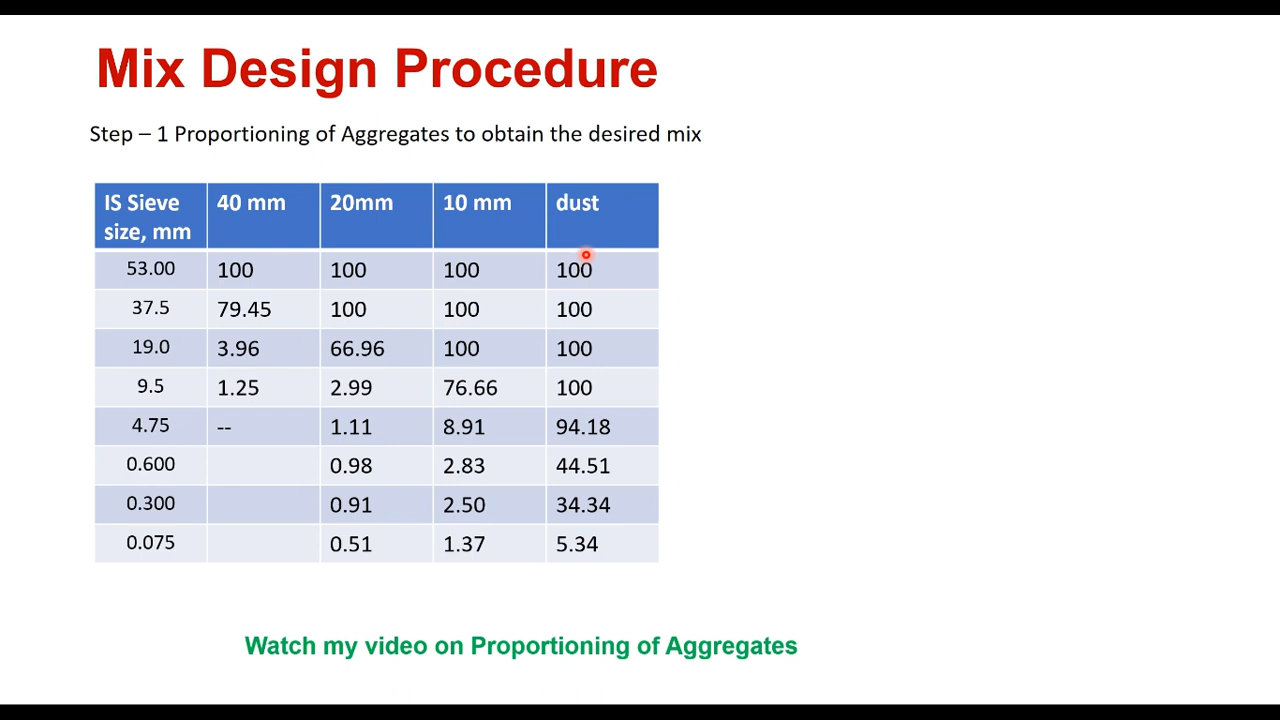 Mix Design Procedure
Step – 1 Proportioning of Aggregates to obtain the desired mix
IS Sieve size, mm 40 mm 20mm 10 mm dust
53.00 100 100 100 100
37.5 79.45 100 100 100
19.0 3.96 66.96 100 100
9.5 1.25 2.99 76.66 100
4.75 -- 1.11 8.91 94.18
0.600 0.98 2.83 44.51
0.300 0.91 2.50 34.34
0.075 0.51 1.37 5.34
Watch my video on Proportioning of Aggregates